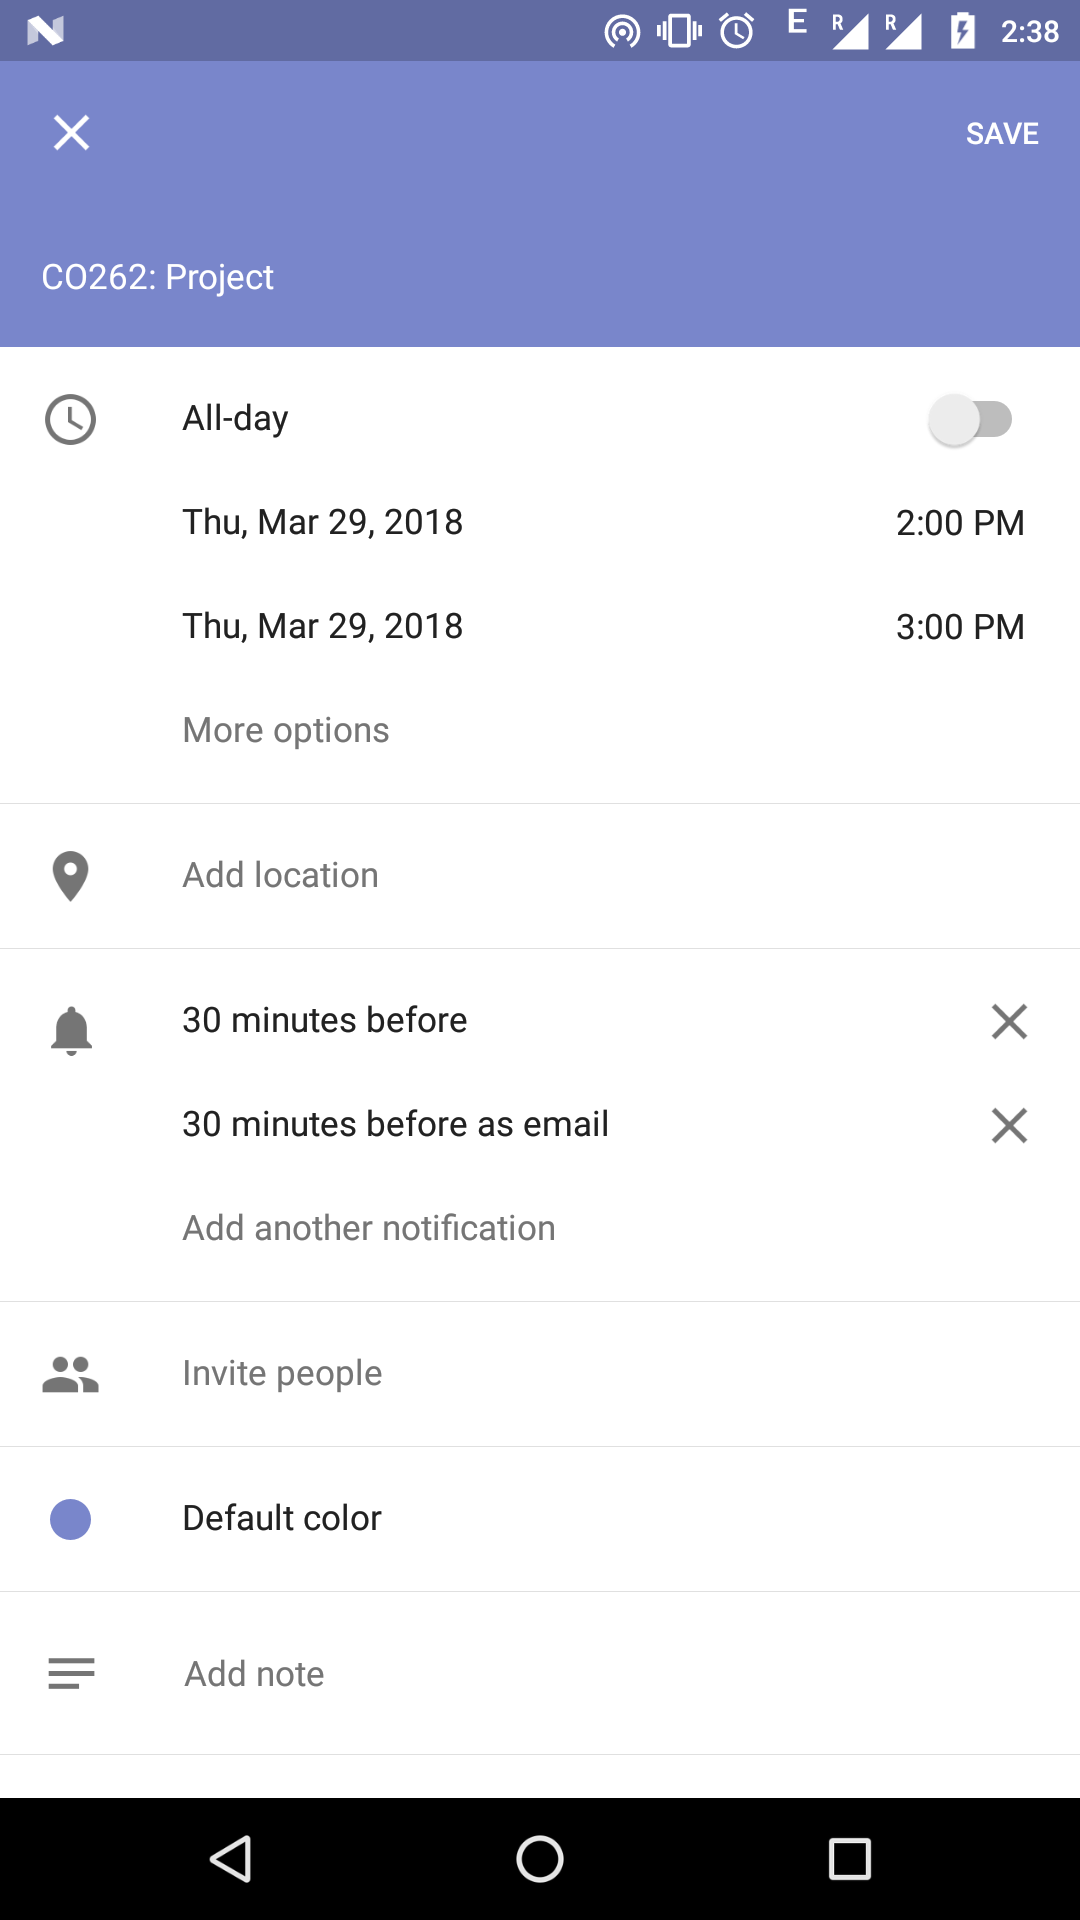 E R R 2:38
SAVE
CO262: Project
All-day
Thu, Mar 29, 2018 2:00 PM
Thu, Mar 29, 2018 3:00 PM
More options
Add location
30 minutes before
30 minutes before as email
Add another notification
Invite people
Default color
Add note